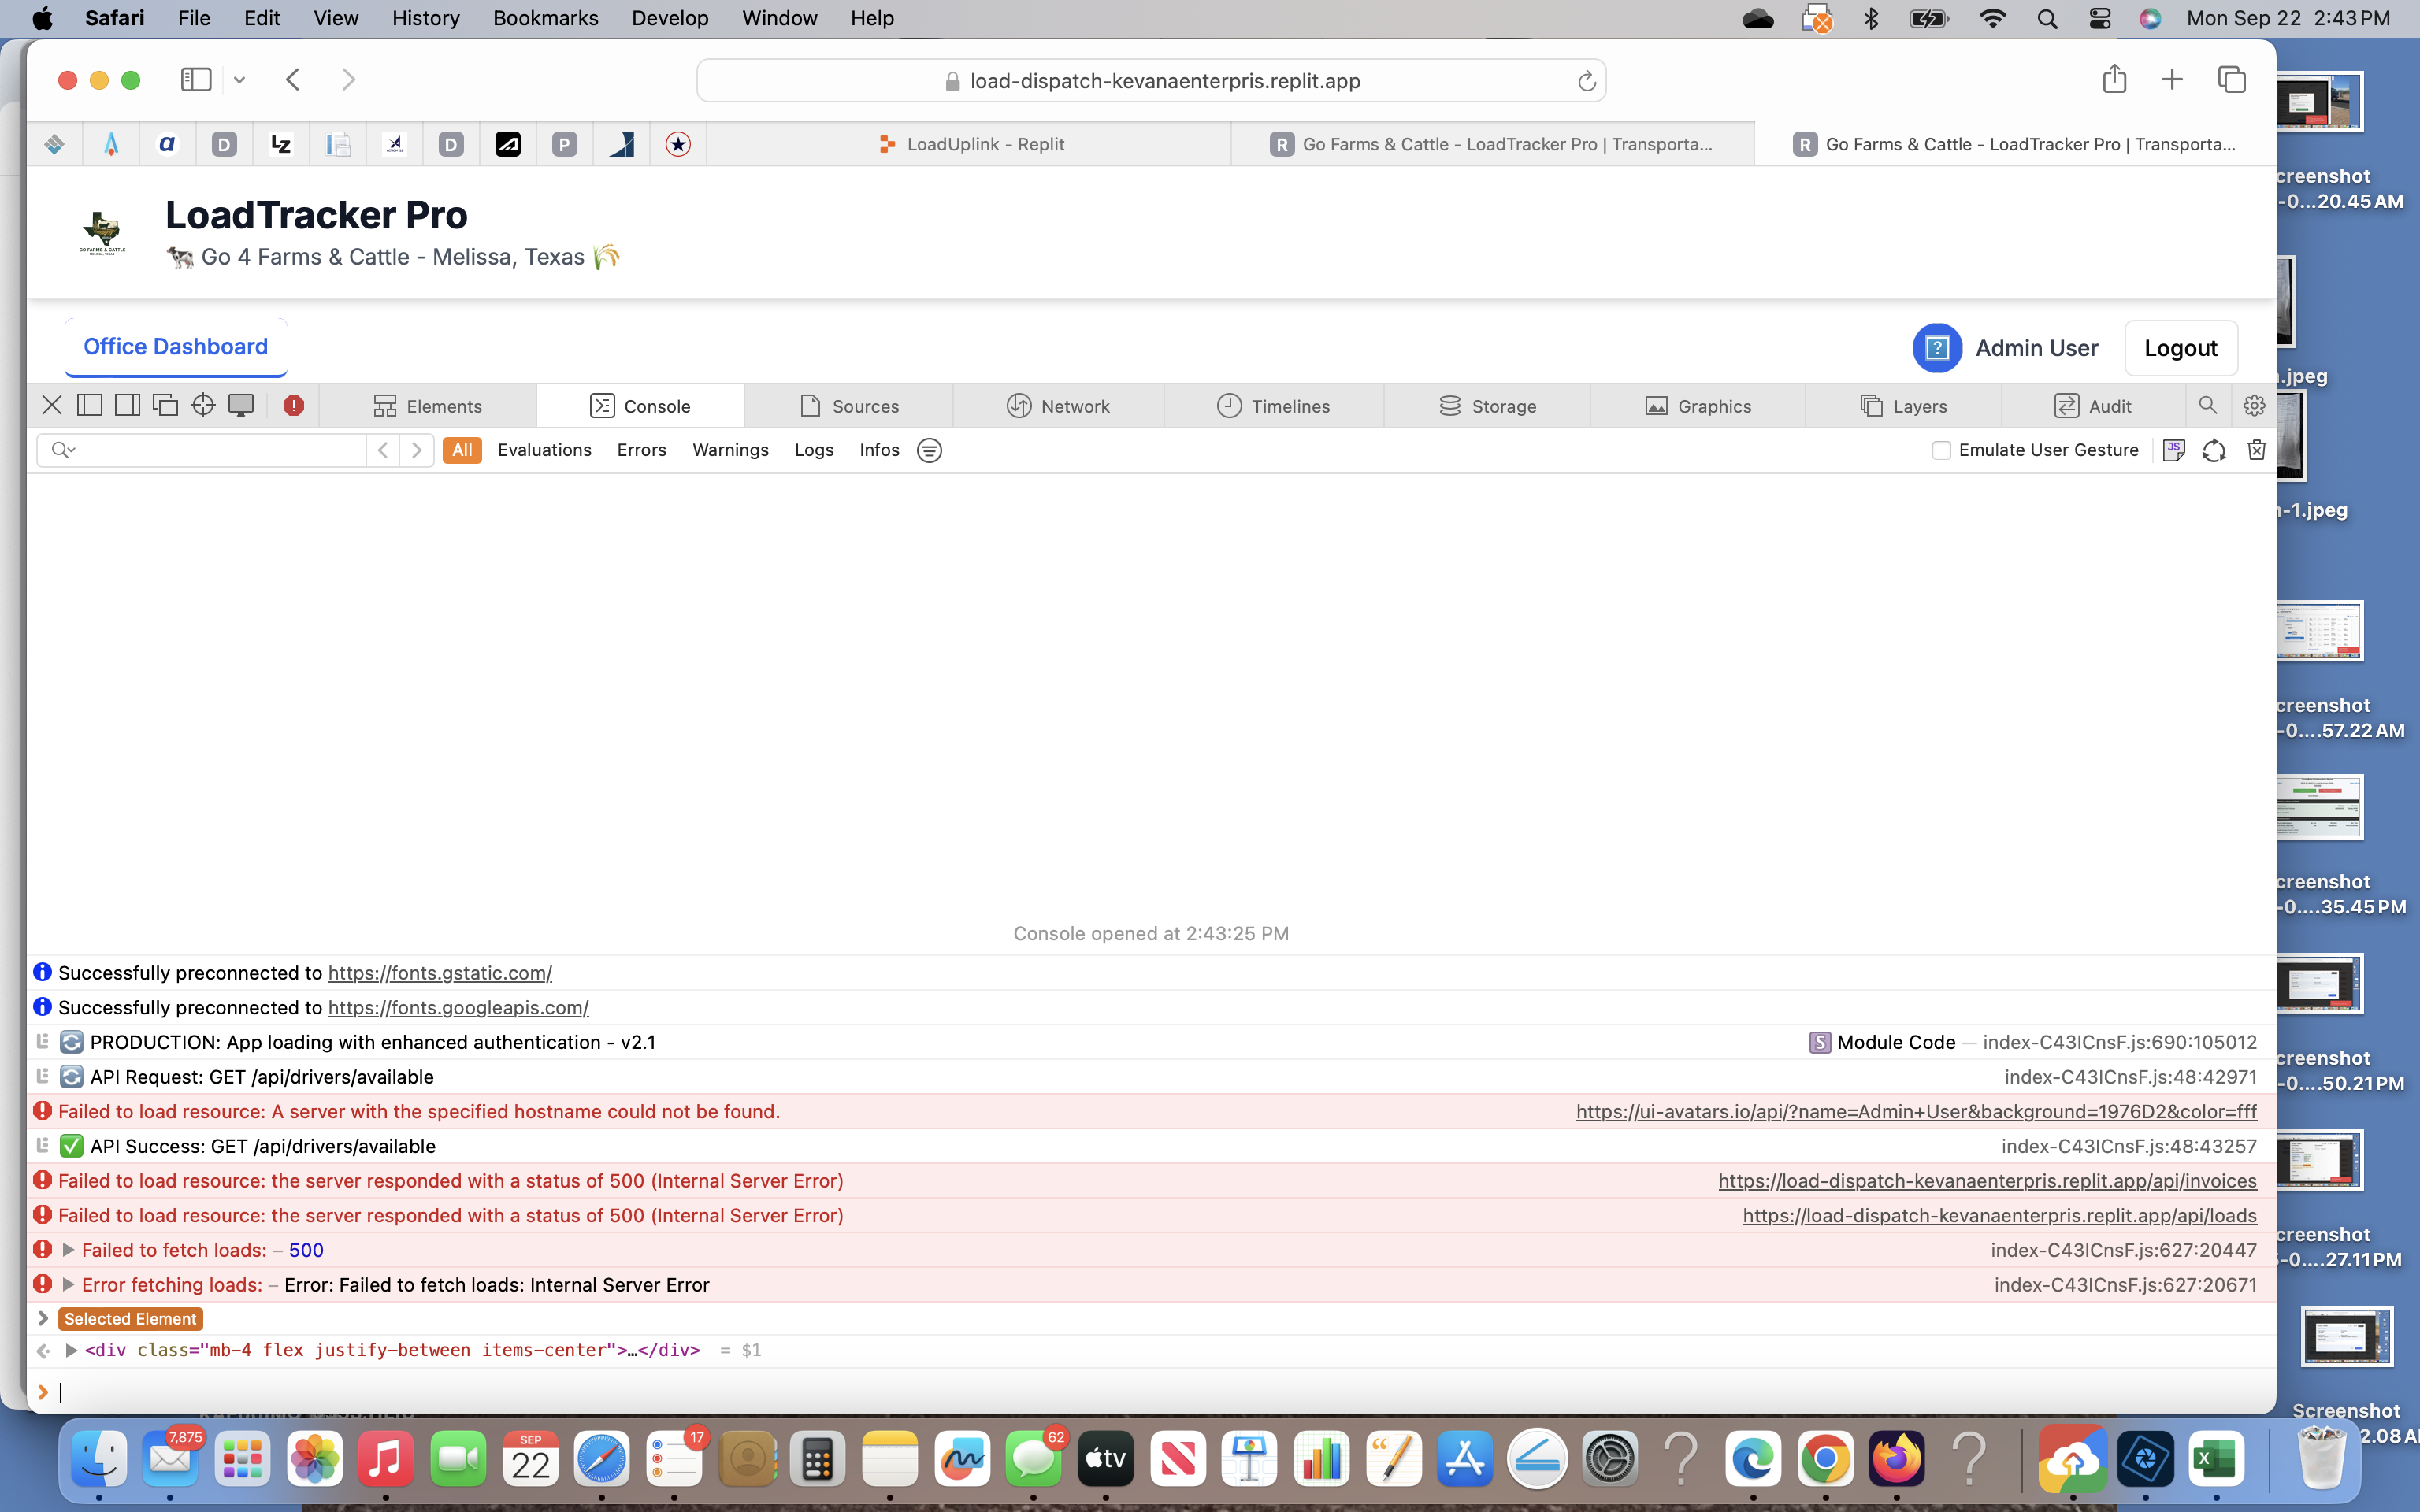 Safari File Edit View History Bookmarks Develop Window Help Mon Sep 22 2:43 PM
load-dispatch-kevanaenterpris.replit.app
LoadUplink - Replit
R Go Farms & Cattle - LoadTracker Pro | Transporta...
R Go Farms & Cattle - LoadTracker Pro | Transporta...
LoadTracker Pro
GO FARMS & CATTLE
MELISSA, TEXAS
🐄 Go 4 Farms & Cattle - Melissa, Texas 🌾
Office Dashboard
Admin User
Logout
Elements Console Sources Network Timelines Storage Graphics Layers Audit
All Evaluations Errors Warnings Logs Infos
Emulate User Gesture
Console opened at 2:43:25 PM
Successfully preconnected to https://fonts.gstatic.com/
Successfully preconnected to https://fonts.googleapis.com/
🔄 PRODUCTION: App loading with enhanced authentication - v2.1 S Module Code — index-C43ICnsF.js:690:105012
🔄 API Request: GET /api/drivers/available index-C43ICnsF.js:48:42971
Failed to load resource: A server with the specified hostname could not be found. https://ui-avatars.io/api/?name=Admin+User&background=1976D2&color=fff
✅ API Success: GET /api/drivers/available index-C43ICnsF.js:48:43257
Failed to load resource: the server responded with a status of 500 (Internal Server Error) https://load-dispatch-kevanaenterpris.replit.app/api/invoices
Failed to load resource: the server responded with a status of 500 (Internal Server Error) https://load-dispatch-kevanaenterpris.replit.app/api/loads
Failed to fetch loads: – 500 index-C43ICnsF.js:627:20447
Error fetching loads: – Error: Failed to fetch loads: Internal Server Error index-C43ICnsF.js:627:20671
Selected Element
<div class="mb-4 flex justify-between items-center">…</div> = $1
creenshot
-0...20.45 AM
.jpeg
-1.jpeg
creenshot
-0....57.22 AM
creenshot
-0....35.45 PM
creenshot
-0....50.21 PM
creenshot
-0....27.11 PM
Screenshot
2.08 A
7,875
SEP
22
17
62
tv